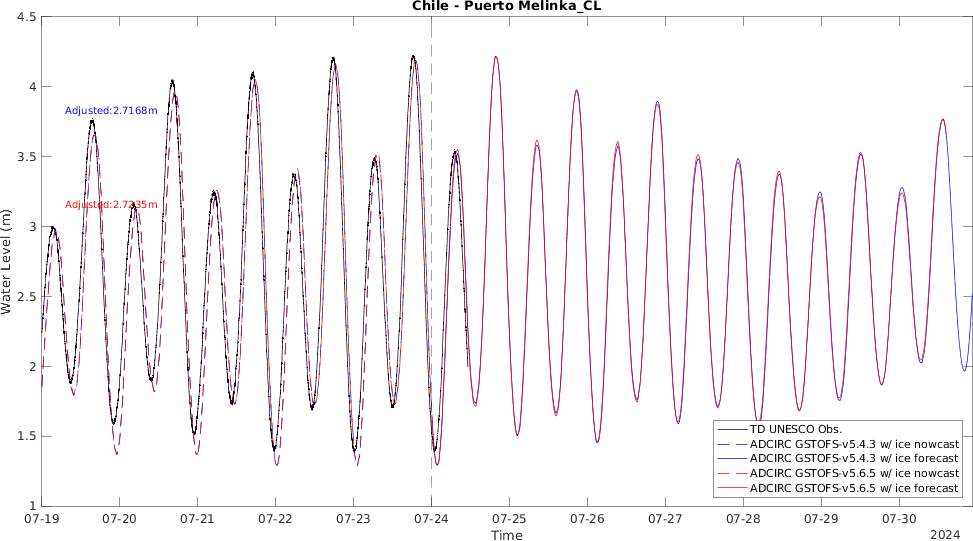 Chile - Puerto Melinka_CL
4.5
4
3.5
3
2.5
2
1.5
1
Water Level (m)
Adjusted:2.7168m
Adjusted:2.7235m
TD UNESCO Obs.
ADCIRC GSTOFS-v5.4.3 w/ ice nowcast
ADCIRC GSTOFS-v5.4.3 w/ ice forecast
ADCIRC GSTOFS-v5.6.5 w/ ice nowcast
ADCIRC GSTOFS-v5.6.5 w/ ice forecast
07-19 07-20 07-21 07-22 07-23 07-24 07-25 07-26 07-27 07-28 07-29 07-30
Time
2024